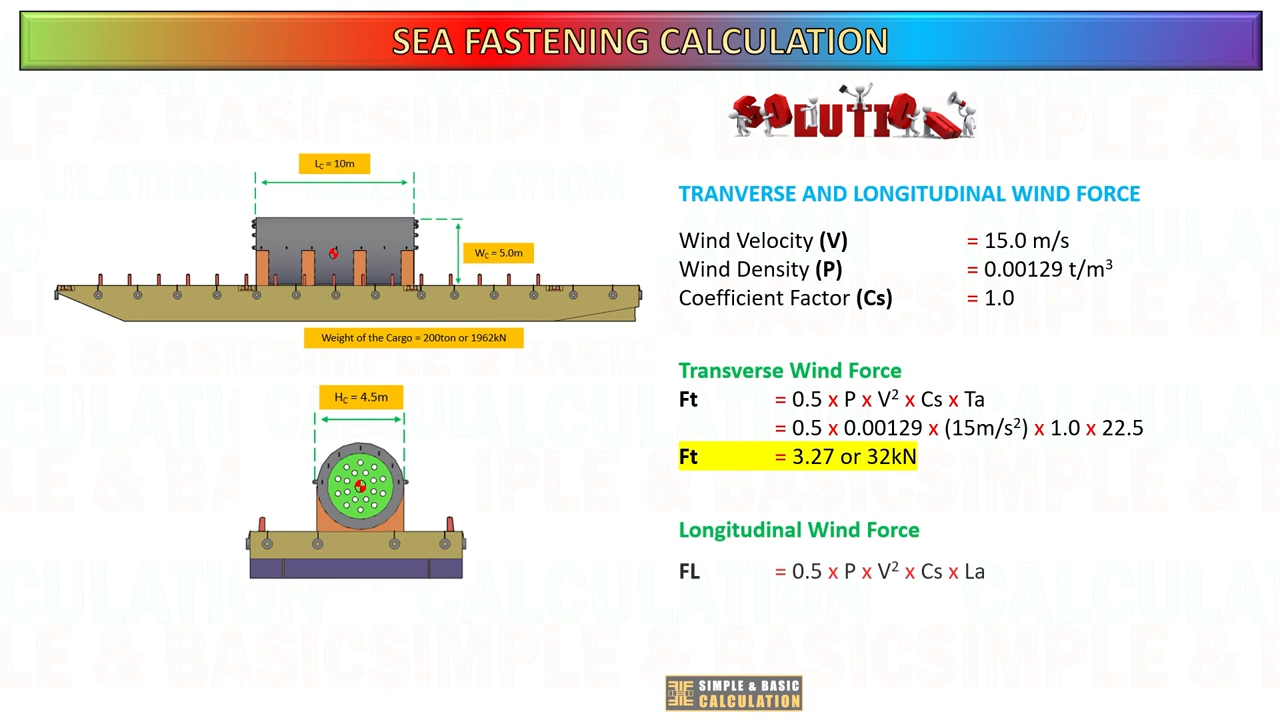 SEA FASTENING CALCULATION
SOLUTION
L_C = 10m
W_C = 5.0m
Weight of the Cargo = 200ton or 1962kN
H_C = 4.5m
TRANVERSE AND LONGITUDINAL WIND FORCE
Wind Velocity (V) = 15.0 m/s
Wind Density (P) = 0.00129 t/m³
Coefficient Factor (Cs) = 1.0
Transverse Wind Force
Ft = 0.5 x P x V² x Cs x Ta
= 0.5 x 0.00129 x (15m/s²) x 1.0 x 22.5
Ft = 3.27 or 32kN
Longitudinal Wind Force
FL = 0.5 x P x V² x Cs x La
SIMPLE & BASIC
CALCULATION